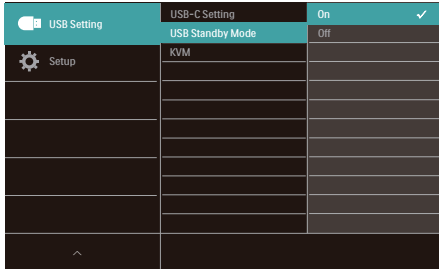 USB Setting
Setup
USB-C Setting
USB Standby Mode
KVM
On
Off